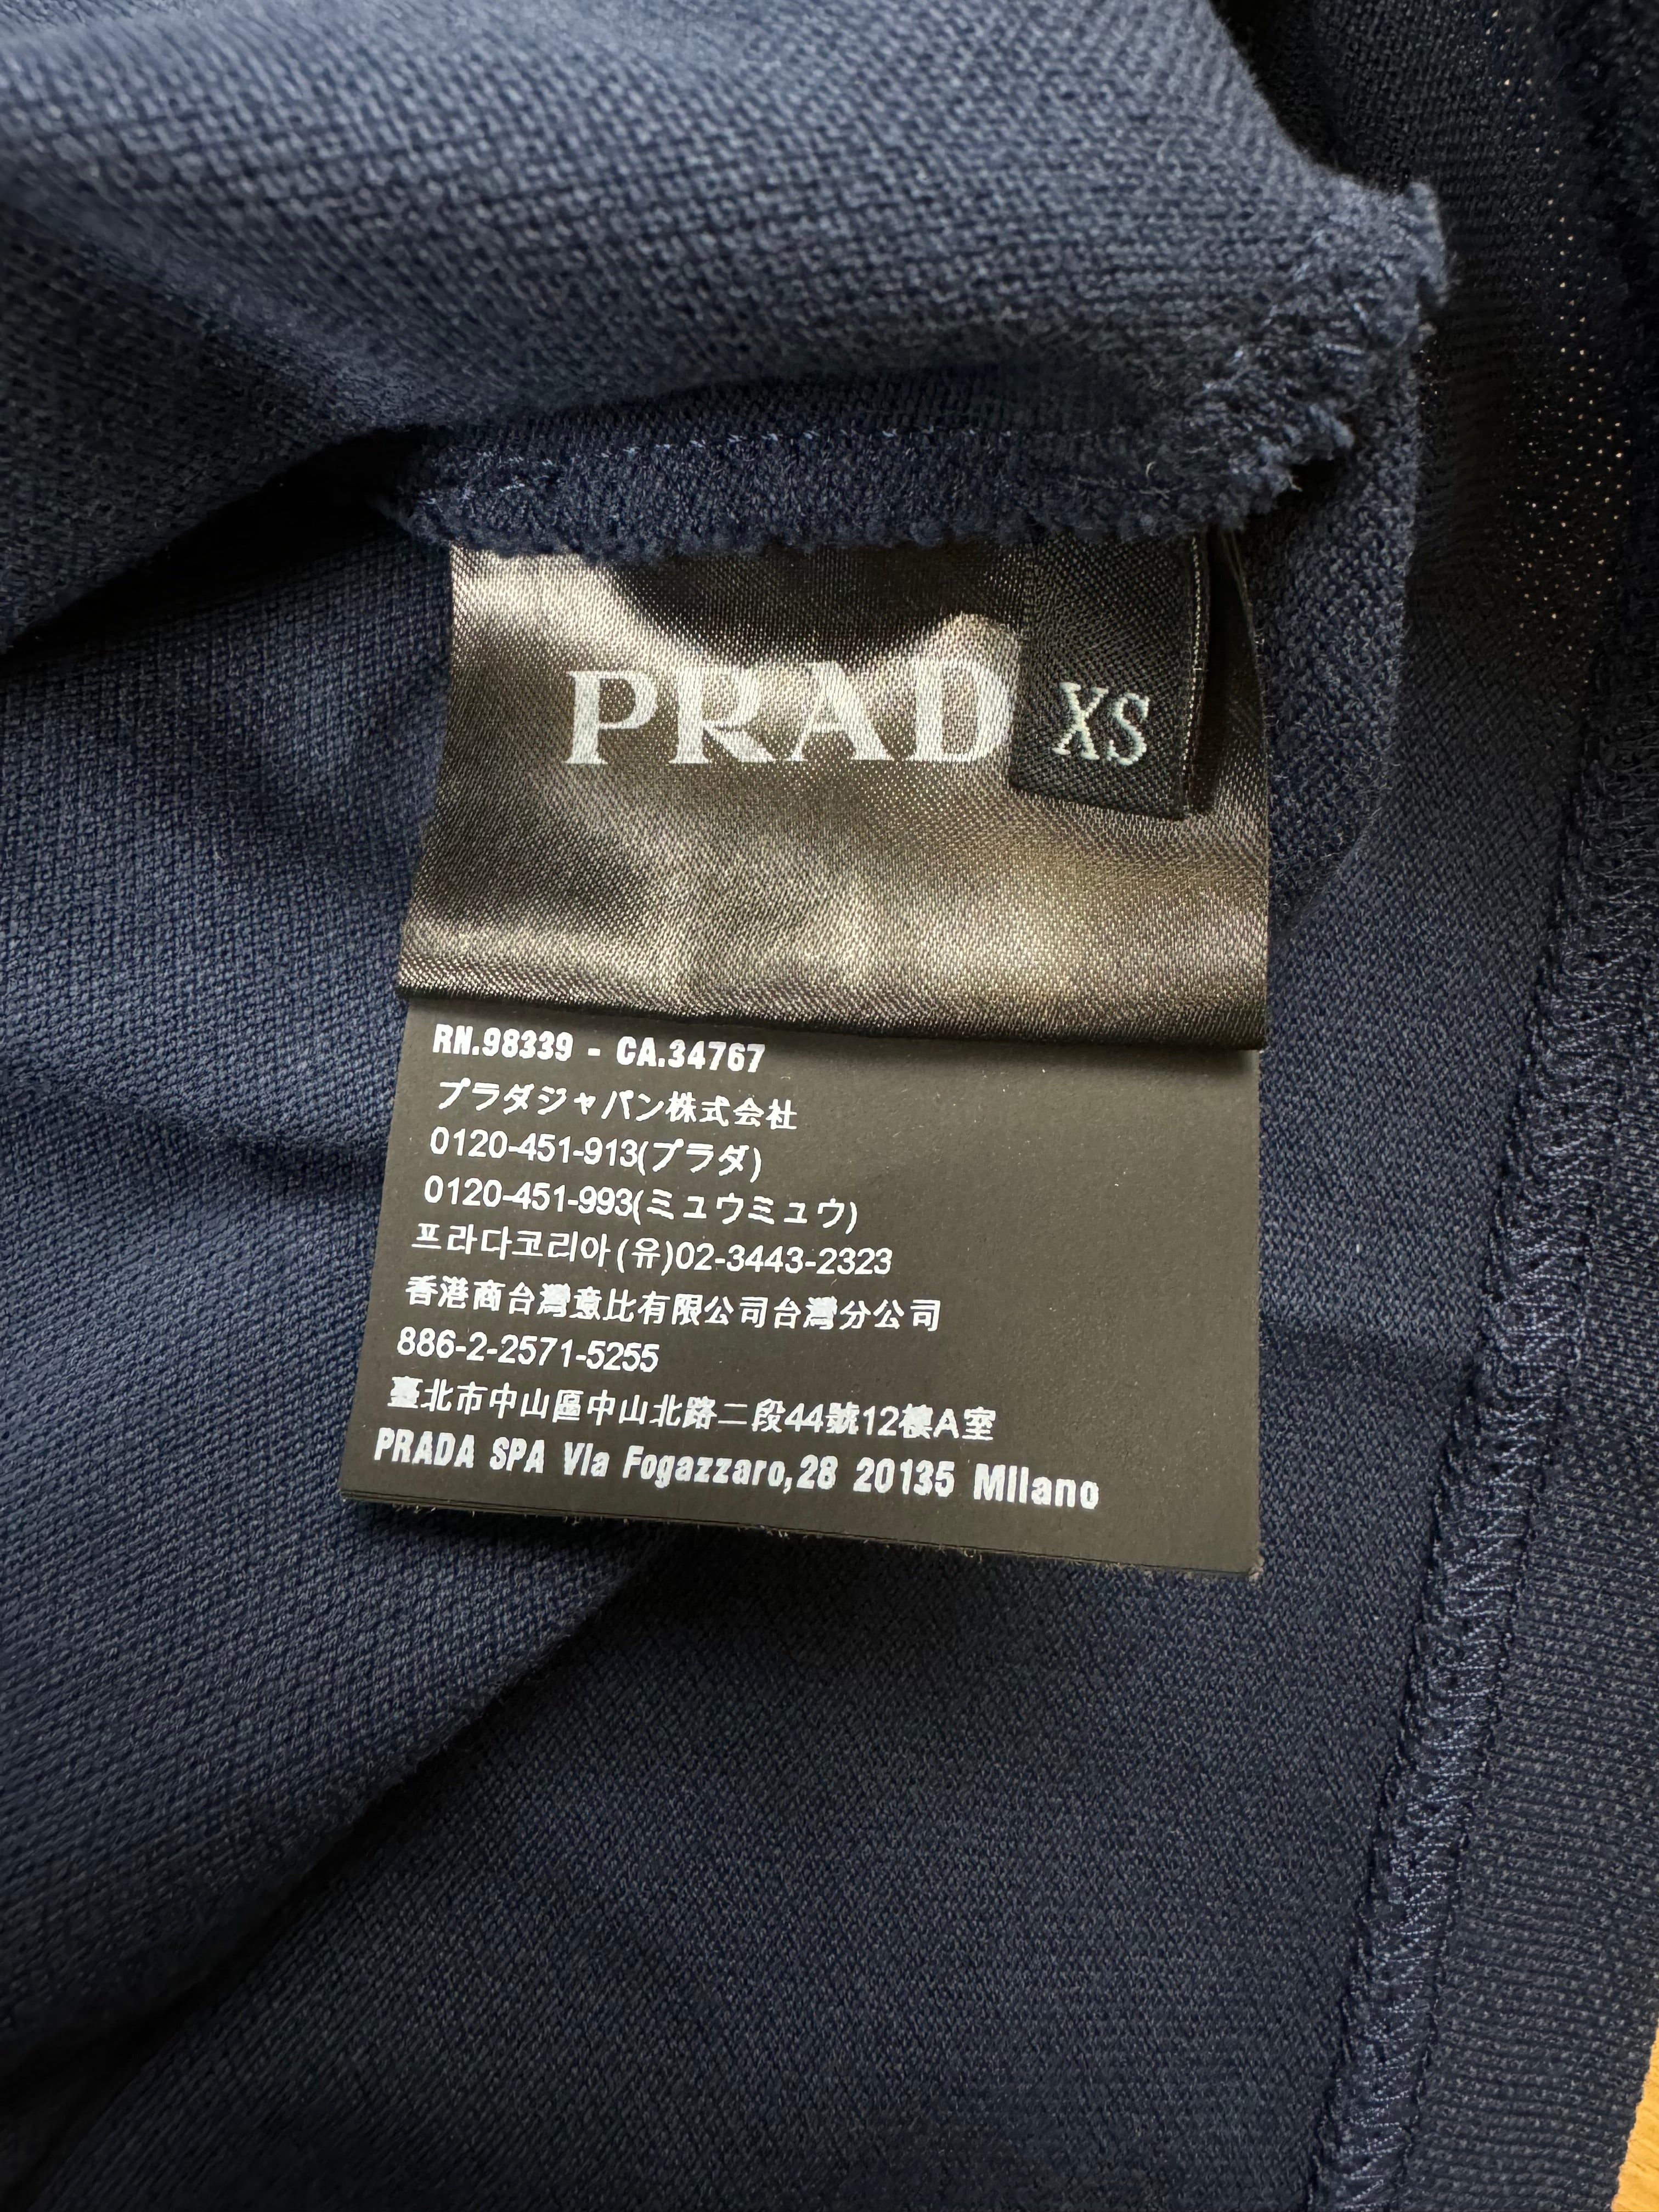 PRAD XS
RN.98339 - CA.34767
プラダジャパン株式会社
0120-451-913(プラダ)
0120-451-993(ミュウミュウ)
프라다코리아(유)02-3443-2323
香港商台灣意比有限公司台灣分公司
886-2-2571-5255
臺北市中山區中山北路二段44號12樓A室
PRADA SPA Via Fogazzaro,28 20135 Milano